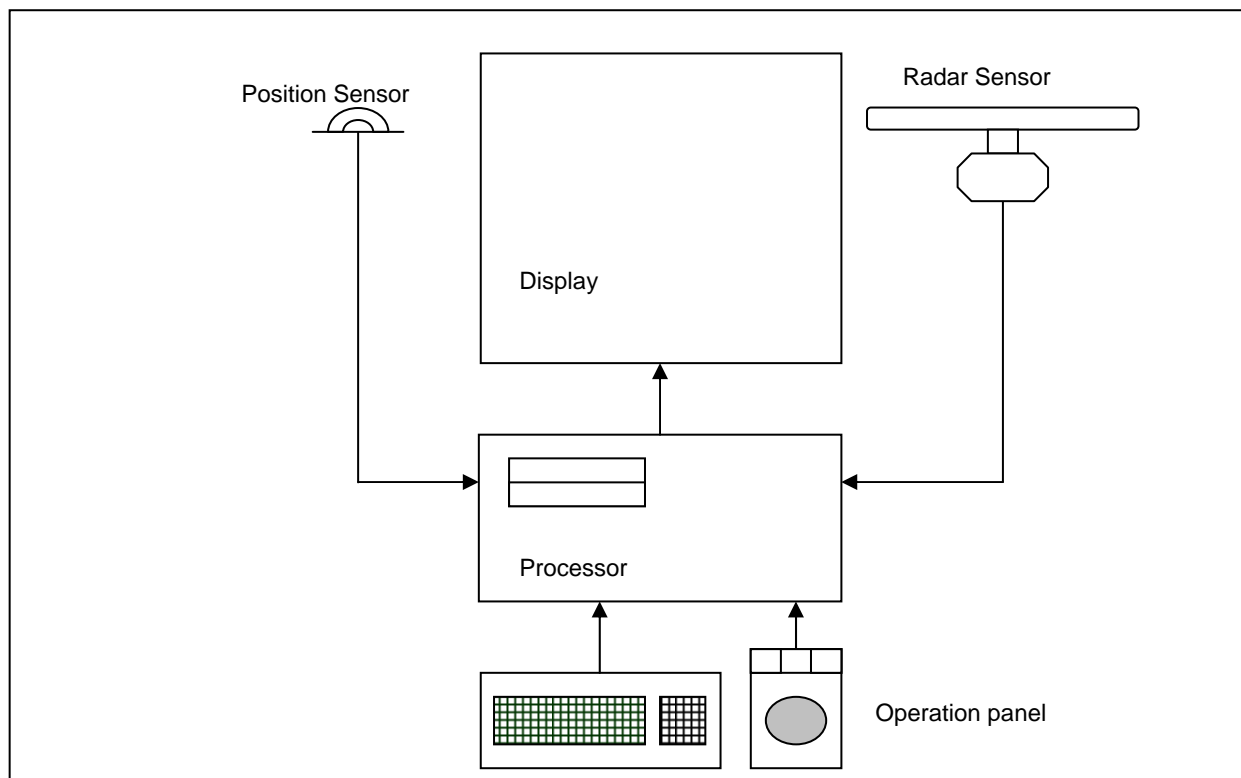 Radar Sensor
Position Sensor
Display
Processor
Operation panel